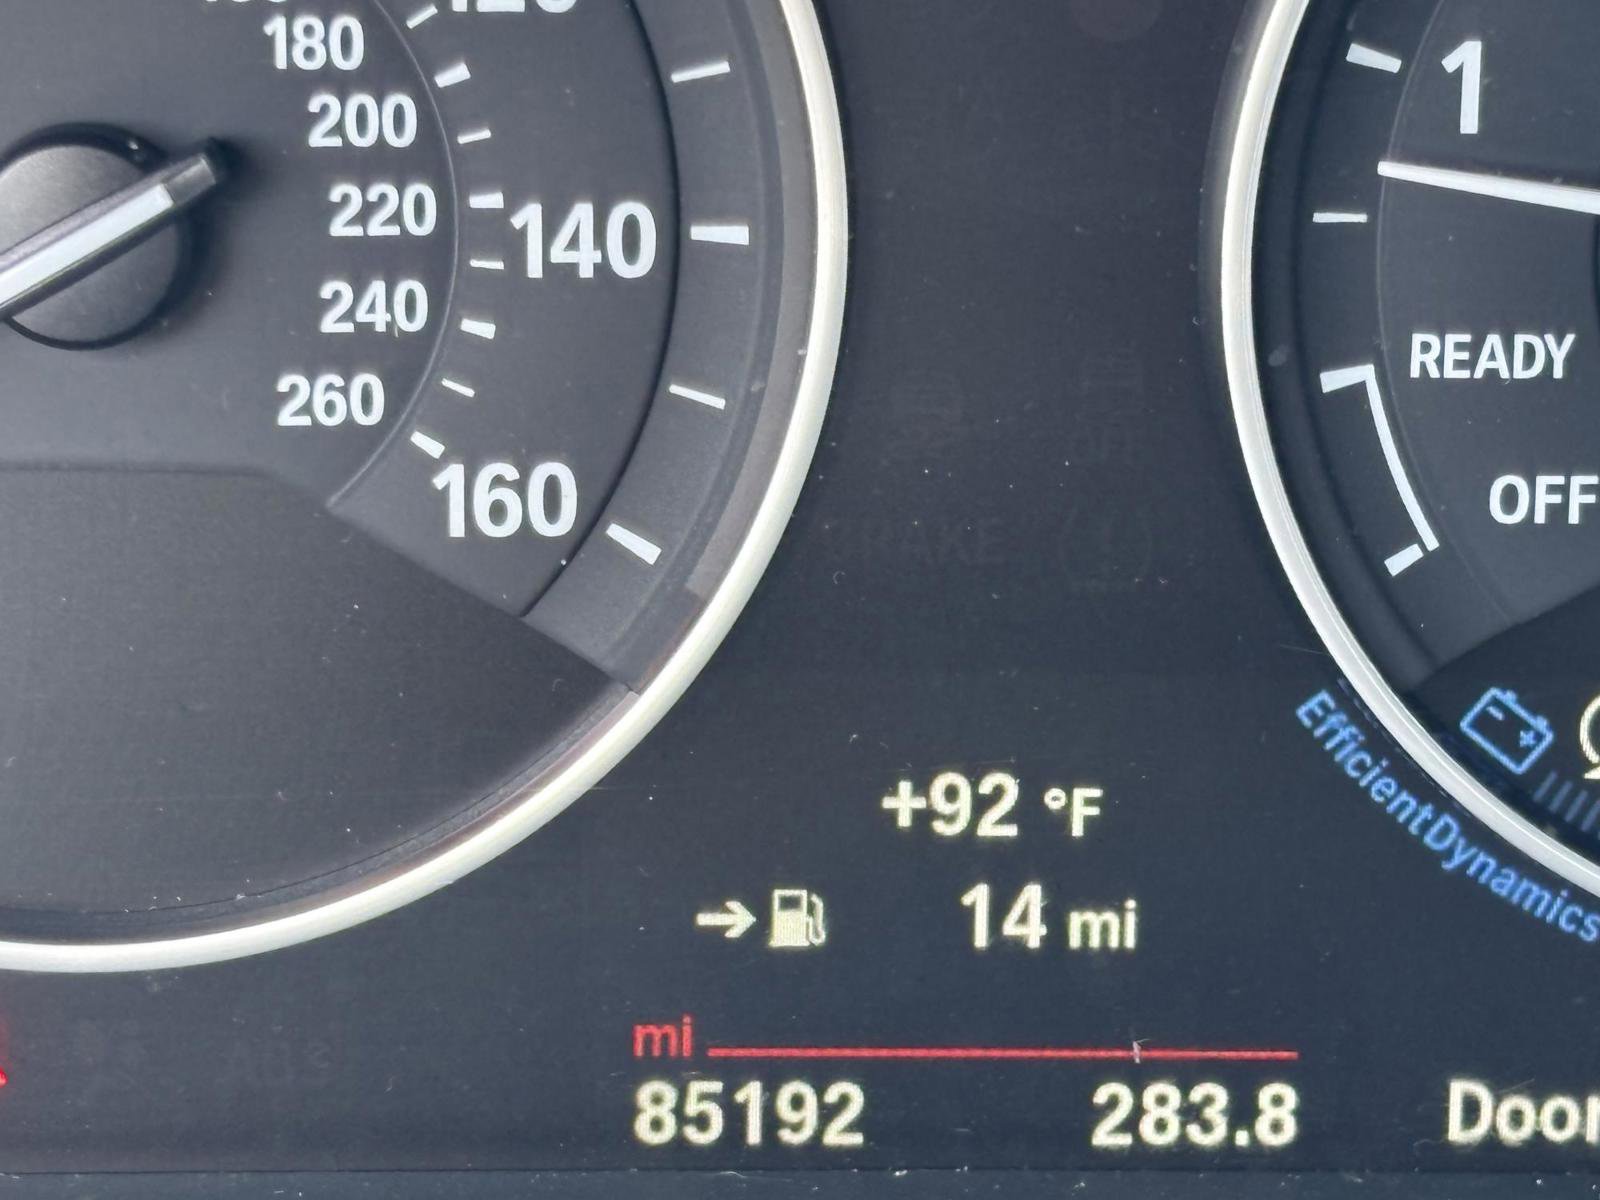 120
180
200
220
140
240
260
160
1
READY
OFF
EfficientDynamics
+92 °F
14 mi
mi
85192 283.8
Door